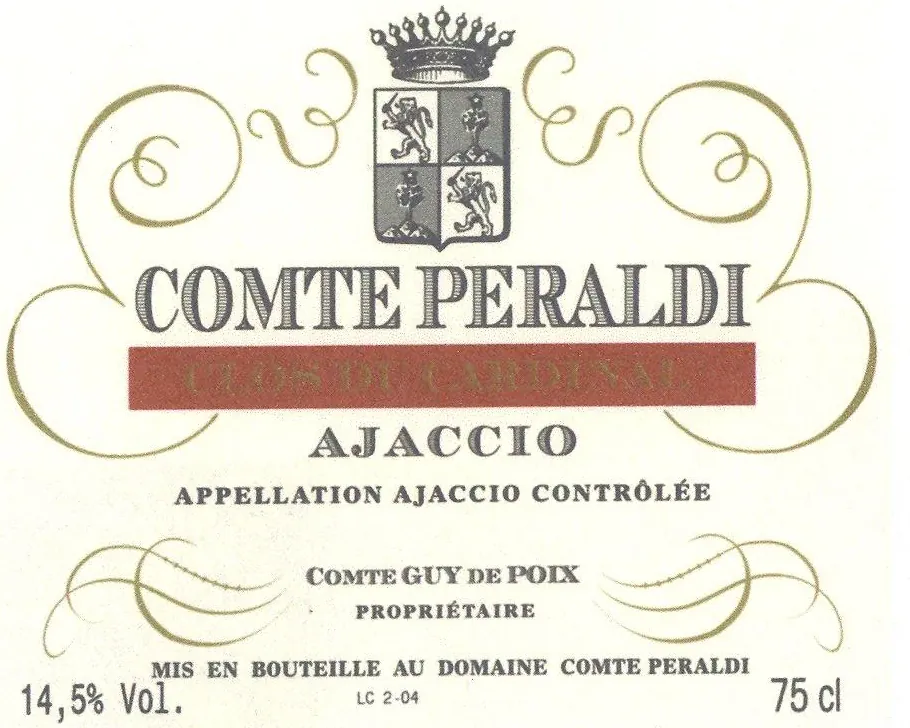 COMTE PERALDI
CLOS DU CARDINAL
AJACCIO
APPELLATION AJACCIO CONTRÔLÉE
COMTE GUY DE POIX
PROPRIÉTAIRE
MIS EN BOUTEILLE AU DOMAINE COMTE PERALDI
14,5% Vol. LC 2-04 75 cl